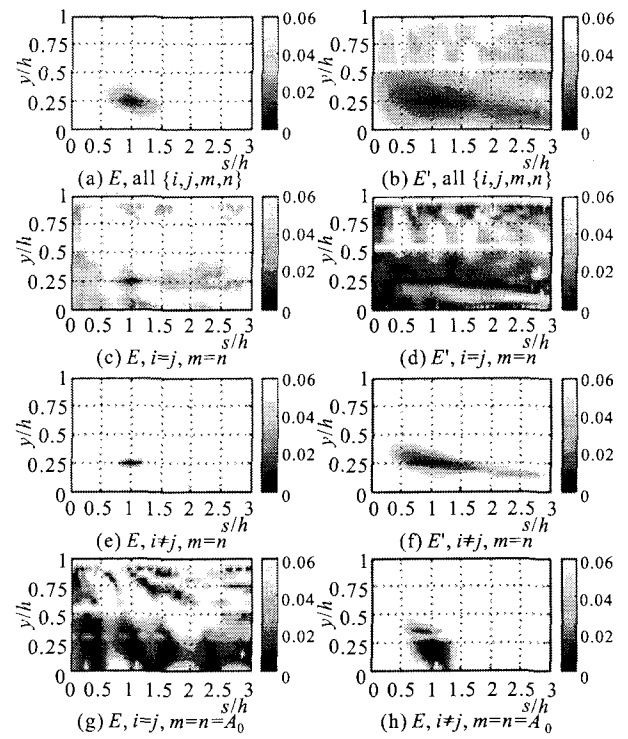 1
0.75
0.5
0.25
0
y/h
0 0.5 1 1.5 2 2.5 3
s/h
0.06
0.04
0.02
0
(a) E, all {i,j,m,n}
1
0.75
0.5
0.25
0
y/h
0 0.5 1 1.5 2 2.5 3
s/h
0.06
0.04
0.02
0
(b) E', all {i,j,m,n}
1
0.75
0.5
0.25
0
y/h
0 0.5 1 1.5 2 2.5 3
s/h
0.06
0.04
0.02
0
(c) E, i=j, m=n
1
0.75
0.5
0.25
0
y/h
0 0.5 1 1.5 2 2.5 3
s/h
0.06
0.04
0.02
0
(d) E', i=j, m=n
1
0.75
0.5
0.25
0
y/h
0 0.5 1 1.5 2 2.5 3
s/h
0.06
0.04
0.02
0
(e) E, i≠j, m=n
1
0.75
0.5
0.25
0
y/h
0 0.5 1 1.5 2 2.5 3
s/h
0.06
0.04
0.02
0
(f) E', i≠j, m=n
1
0.75
0.5
0.25
0
y/h
0 0.5 1 1.5 2 2.5 3
s/h
0.06
0.04
0.02
0
(g) E, i=j, m=n=A₀
1
0.75
0.5
0.25
0
y/h
0 0.5 1 1.5 2 2.5 3
s/h
0.06
0.04
0.02
0
(h) E, i≠j, m=n=A₀